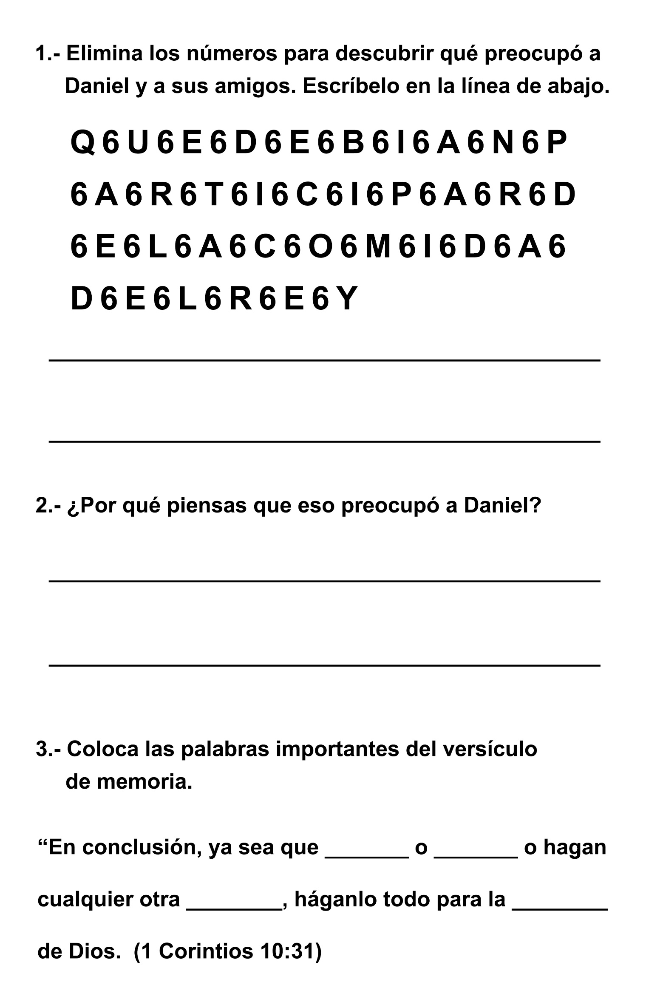 1.- Elimina los números para descubrir qué preocupó a
Daniel y a sus amigos. Escríbelo en la línea de abajo.
Q 6 U 6 E 6 D 6 E 6 B 6 I 6 A 6 N 6 P
6 A 6 R 6 T 6 I 6 C 6 I 6 P 6 A 6 R 6 D
6 E 6 L 6 A 6 C 6 O 6 M 6 I 6 D 6 A 6
D 6 E 6 L 6 R 6 E 6 Y
2.- ¿Por qué piensas que eso preocupó a Daniel?
3.- Coloca las palabras importantes del versículo
de memoria.
“En conclusión, ya sea que _______ o _______ o hagan
cualquier otra ________, háganlo todo para la ________
de Dios. (1 Corintios 10:31)